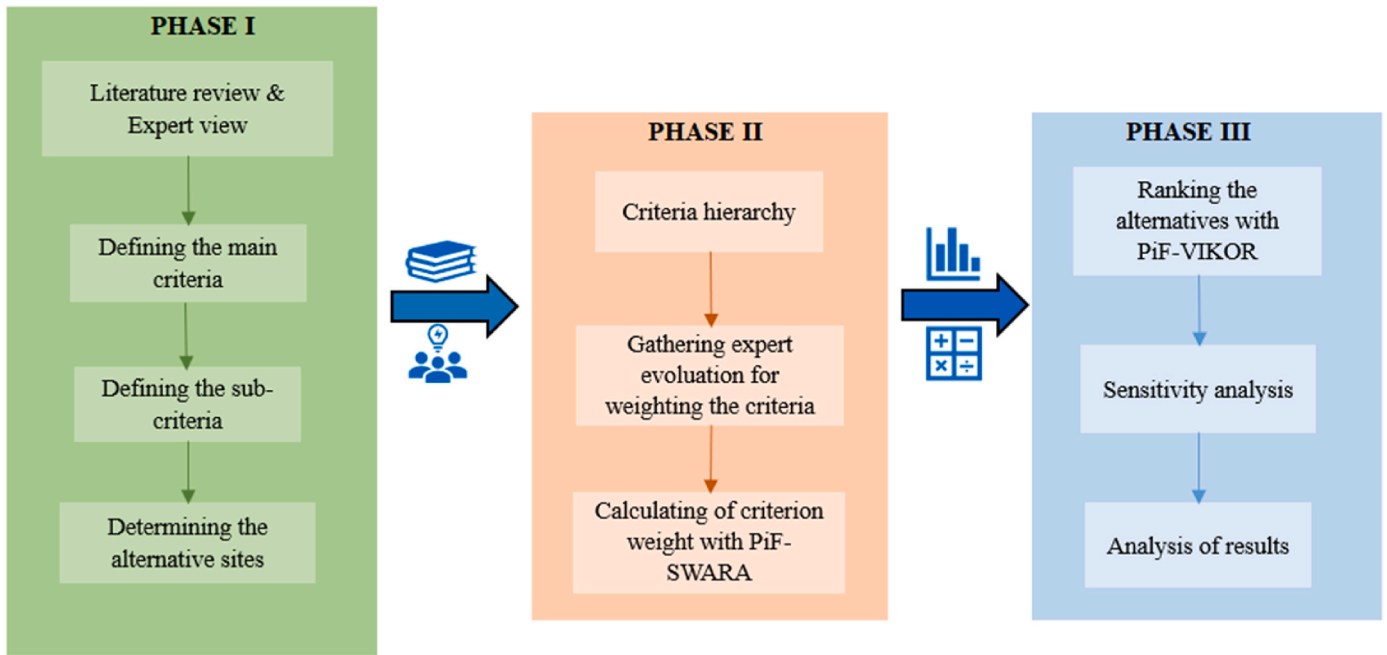 PHASE I
Literature review &
Expert view
Defining the main
criteria
Defining the sub-
criteria
Determining the
alternative sites
PHASE II
Criteria hierarchy
Gathering expert
evoluation for
weighting the criteria
Calculating of criterion
weight with PiF-
SWARA
PHASE III
Ranking the
alternatives with
PiF-VIKOR
Sensitivity analysis
Analysis of results